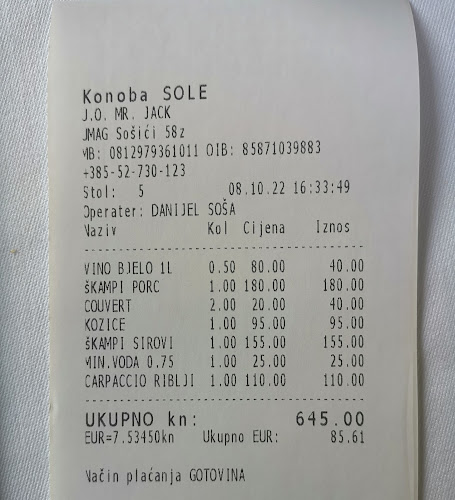 Konoba SOLE
J.O. MR. JACK
JMAG Sošići 58z
MB: 0812979361011 OIB: 85871039883
+385-52-730-123
Stol: 5 08.10.22 16:33:49
Operater: DANIJEL SOŠA
Naziv Kol Cijena Iznos
VINO BJELO 1L 0.50 80.00 40.00
ŠKAMPI PORC 1.00 180.00 180.00
COUVERT 2.00 20.00 40.00
KOZICE 1.00 95.00 95.00
ŠKAMPI SIROVI 1.00 155.00 155.00
MIN.VODA 0,75 1.00 25.00 25.00
CARPACCIO RIBLJI 1.00 110.00 110.00
UKUPNO kn: 645.00
EUR=7.53450kn Ukupno EUR: 85.61
Način plaćanja GOTOVINA